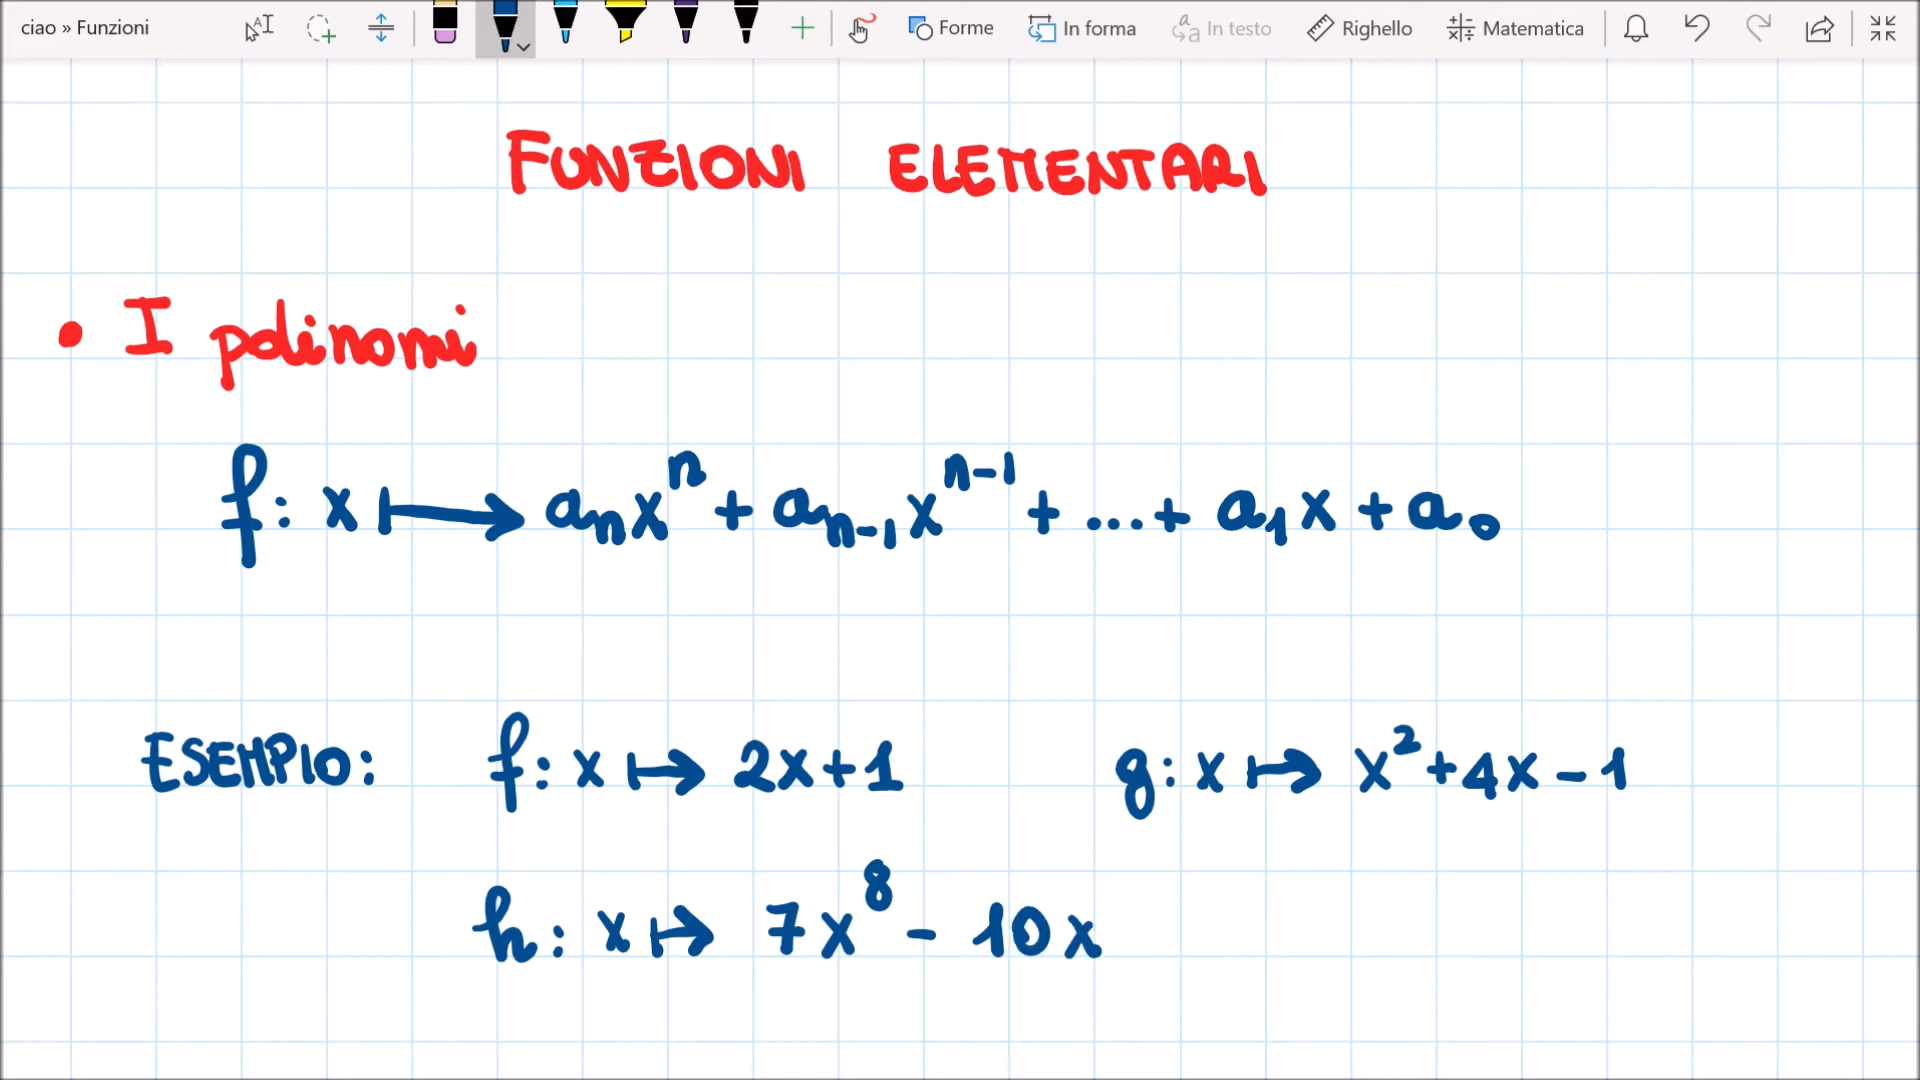 ciao » Funzioni Forme In forma In testo Righello Matematica
FUNZIONI ELEMENTARI
• I polinomi
f: x ⟼ aₙxⁿ + aₙ₋₁xⁿ⁻¹ + ... + a₁x + a₀
ESEMPIO: f: x ↦ 2x+1 g: x ↦ x²+4x-1
h: x ↦ 7x⁸ - 10x